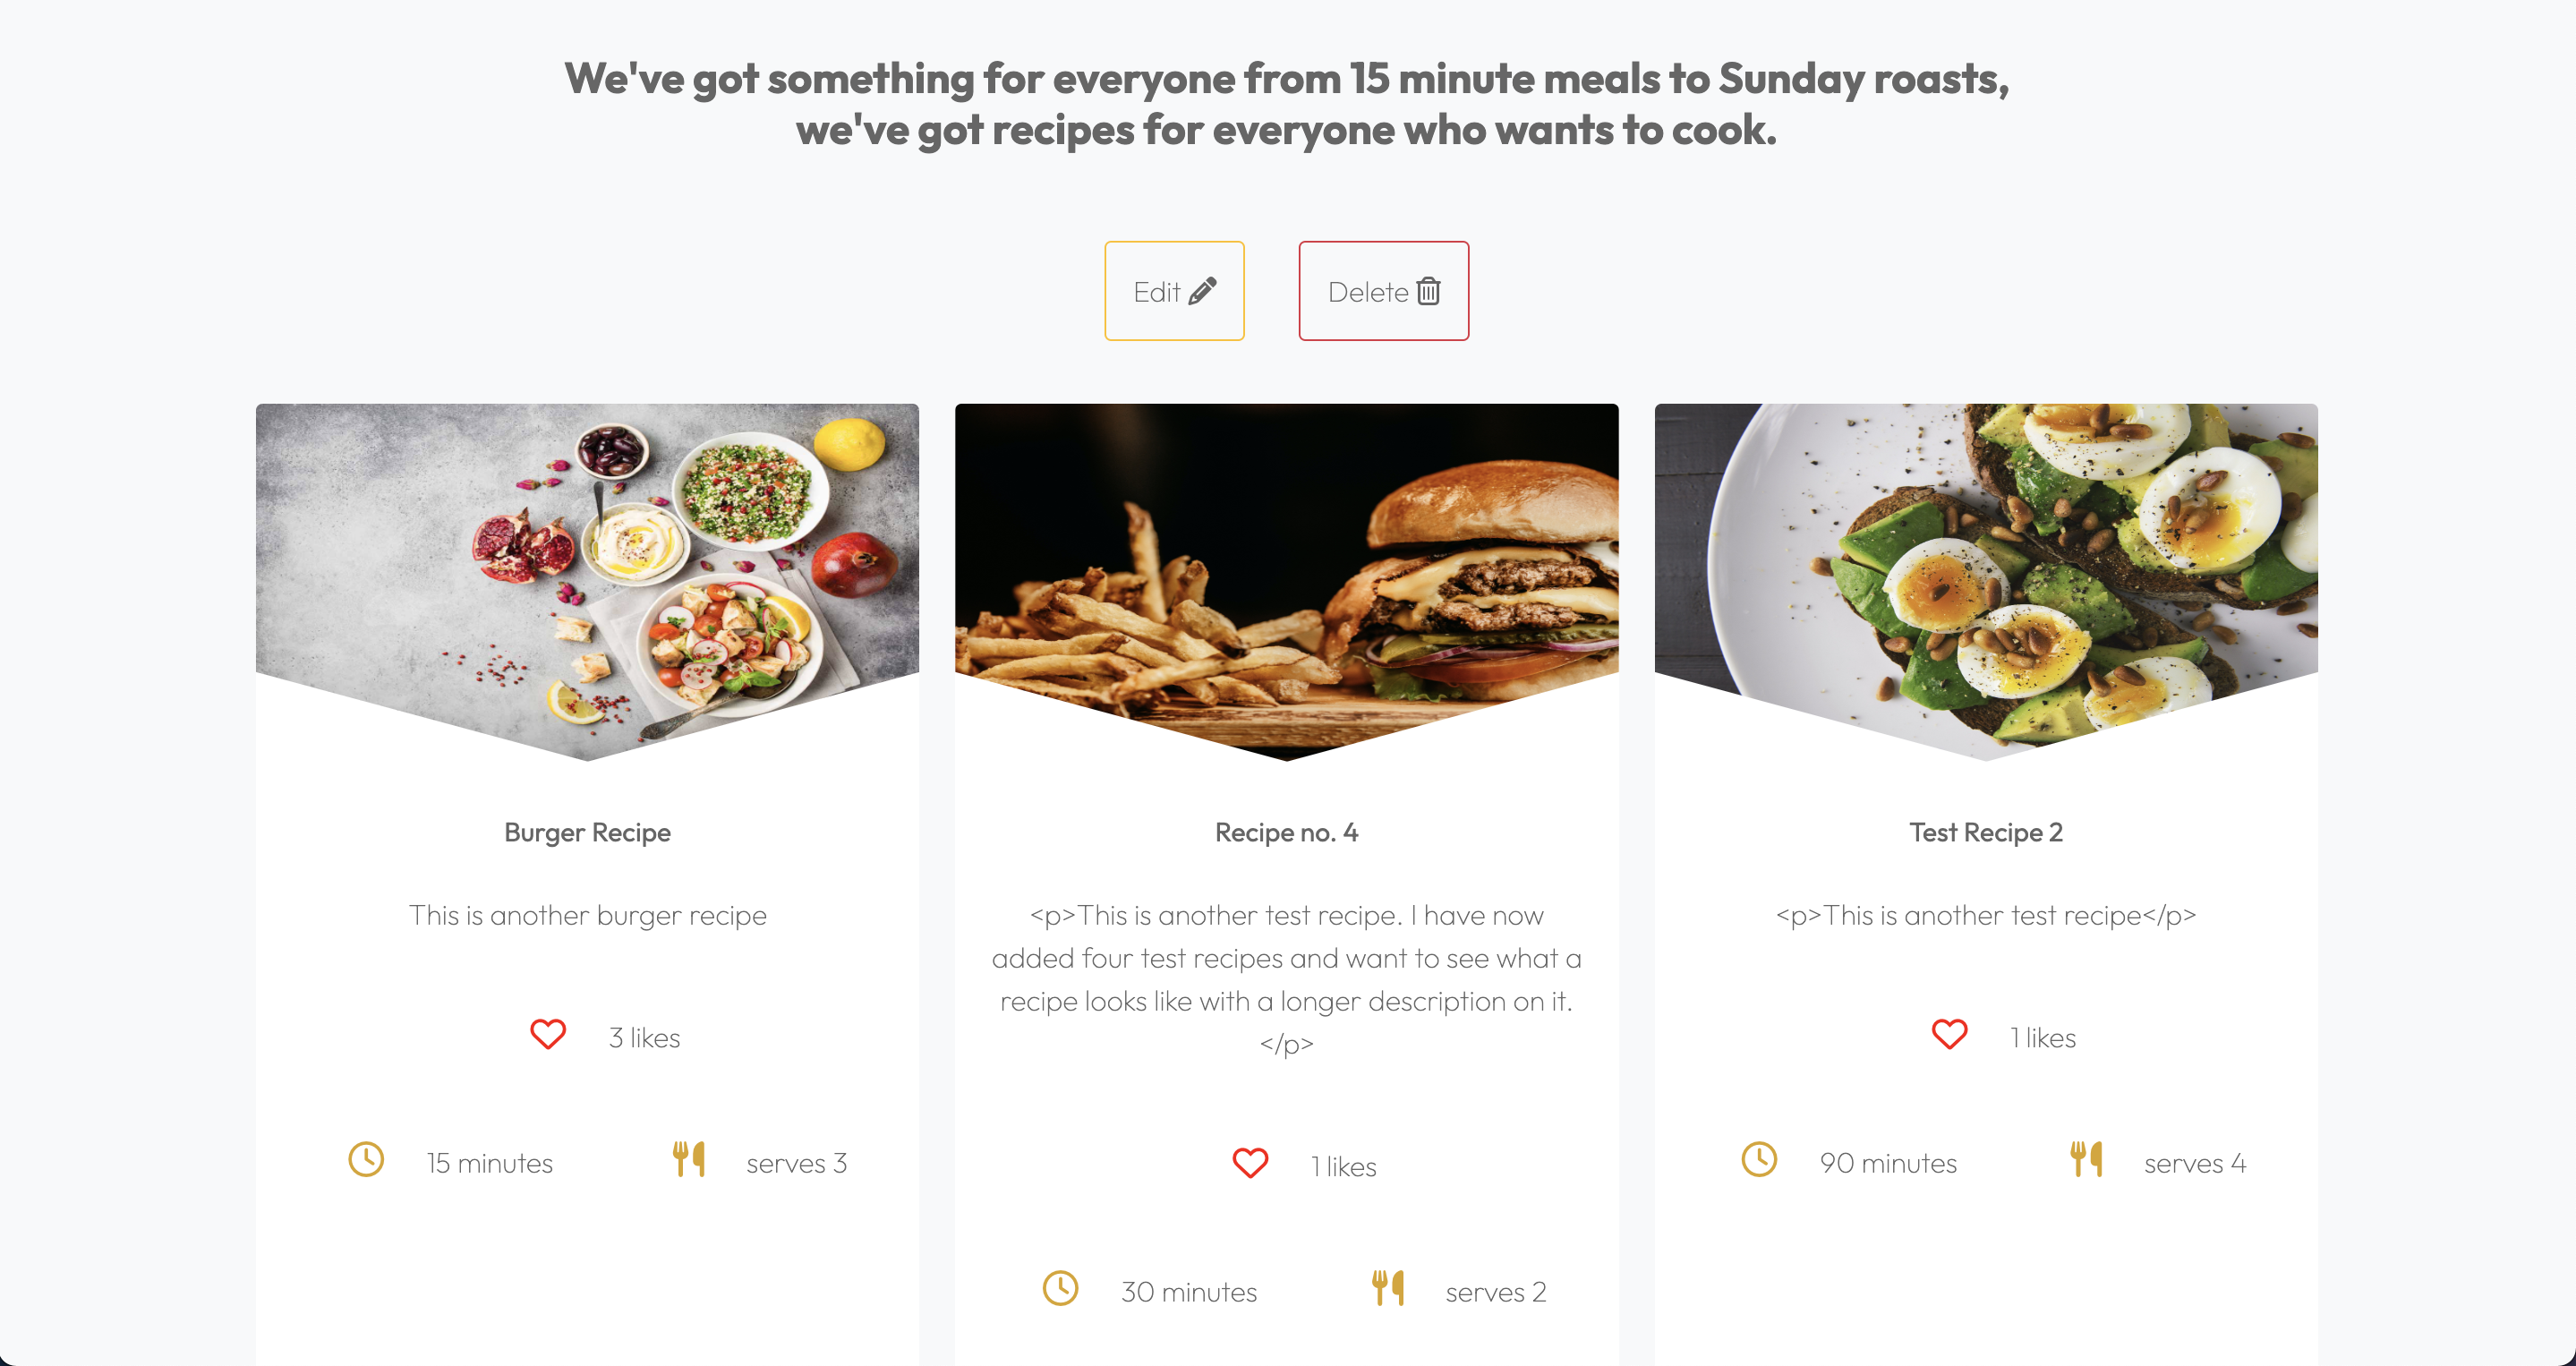 We've got something for everyone from 15 minute meals to Sunday roasts,
we've got recipes for everyone who wants to cook.
Edit
Delete
Burger Recipe
This is another burger recipe
3 likes
15 minutes
serves 3
Recipe no. 4
<p>This is another test recipe. I have now
added four test recipes and want to see what a
recipe looks like with a longer description on it.
</p>
1 likes
30 minutes
serves 2
Test Recipe 2
<p>This is another test recipe</p>
1 likes
90 minutes
serves 4